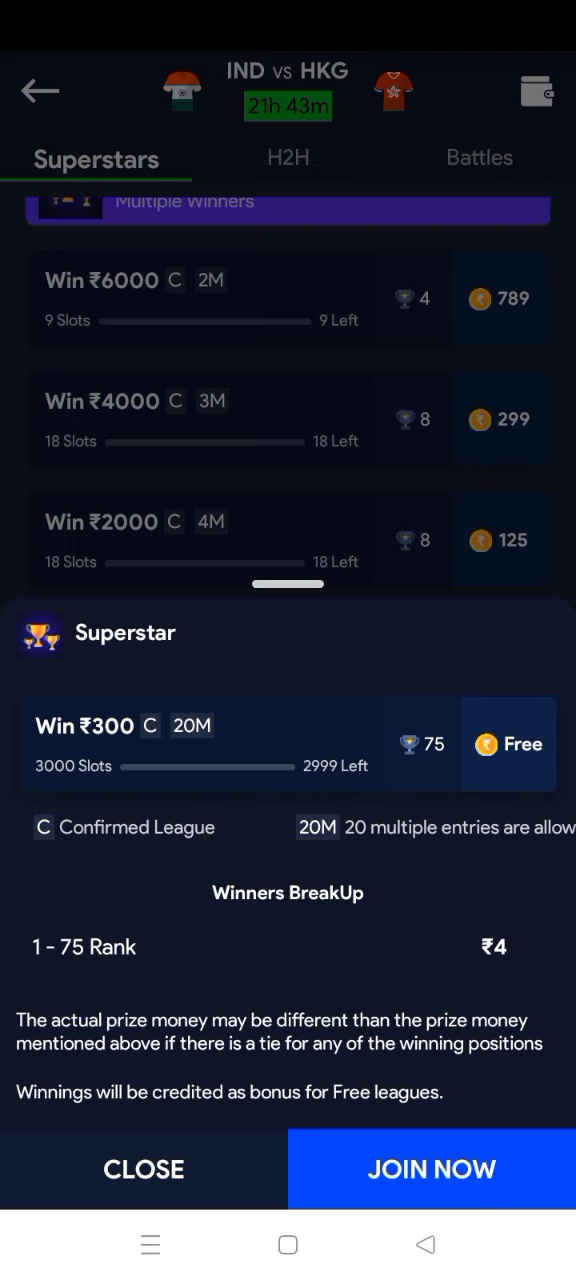 IND vs HKG
21h 43m
Superstars H2H Battles
Multiple Winners
Win ₹6000 C 2M
4 789
9 Slots 9 Left
Win ₹4000 C 3M
8 299
18 Slots 18 Left
Win ₹2000 C 4M
8 125
18 Slots 18 Left
Superstar
Win ₹300 C 20M
75 Free
3000 Slots 2999 Left
C Confirmed League 20M 20 multiple entries are allow
Winners BreakUp
1 - 75 Rank ₹4
The actual prize money may be different than the prize money
mentioned above if there is a tie for any of the winning positions
Winnings will be credited as bonus for Free leagues.
CLOSE JOIN NOW